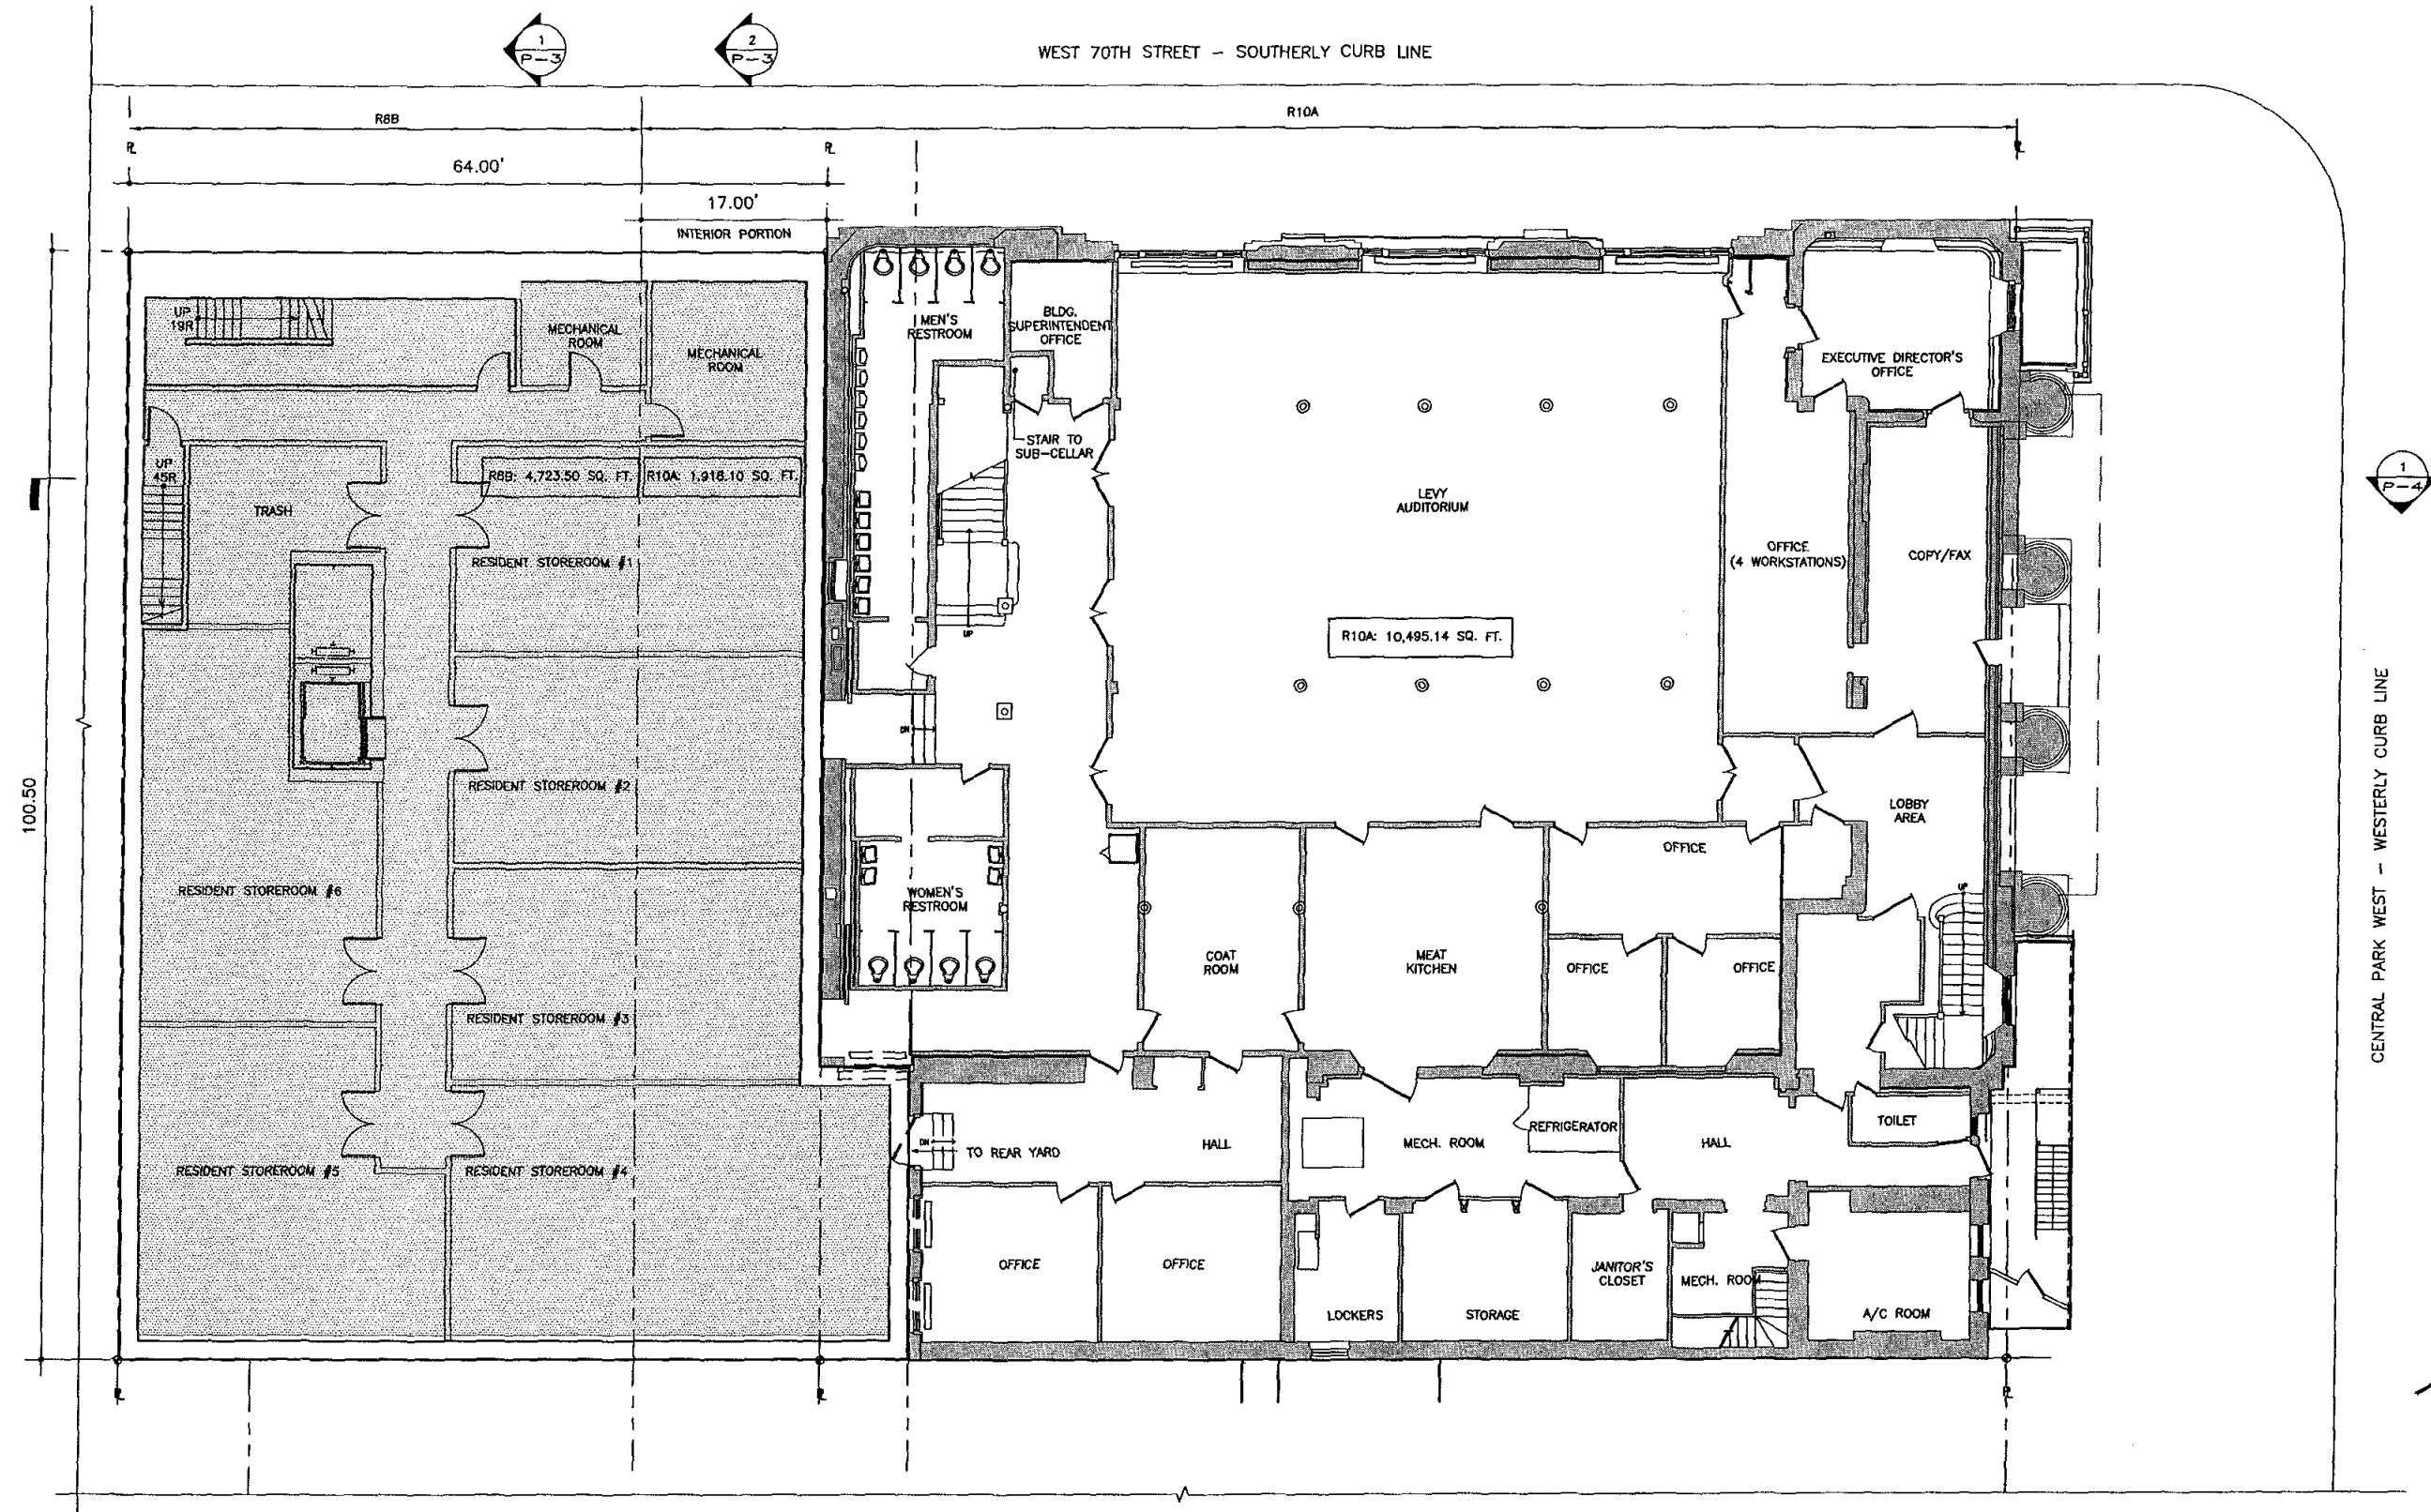 1
P-3
2
P-3
WEST 70TH STREET - SOUTHERLY CURB LINE
R8B
R10A
64.00'
17.00'
INTERIOR PORTION
UP
19R
MECHANICAL
ROOM
MECHANICAL
ROOM
MEN'S
RESTROOM
BLDG.
SUPERINTENDENT
OFFICE
EXECUTIVE DIRECTOR'S
OFFICE
STAIR TO
SUB-CELLAR
UP
45R
R8B: 4,723.50 SQ. FT.
R10A: 1,918.10 SQ. FT.
TRASH
LEVY
AUDITORIUM
1
P-4
RESIDENT STOREROOM #1
OFFICE
(4 WORKSTATIONS)
COPY/FAX
UP
R10A: 10,495.14 SQ. FT.
DN
RESIDENT STOREROOM #2
100.50
LOBBY
AREA
CENTRAL PARK WEST - WESTERLY CURB LINE
OFFICE
RESIDENT STOREROOM #6
WOMEN'S
RESTROOM
UP
COAT
ROOM
MEAT
KITCHEN
OFFICE
OFFICE
RESIDENT STOREROOM #3
TOILET
REFRIGERATOR
DN
TO REAR YARD
HALL
MECH. ROOM
HALL
RESIDENT STOREROOM #5
RESIDENT STOREROOM #4
OFFICE
OFFICE
JANITOR'S
CLOSET
MECH. ROOM
LOCKERS
STORAGE
A/C ROOM